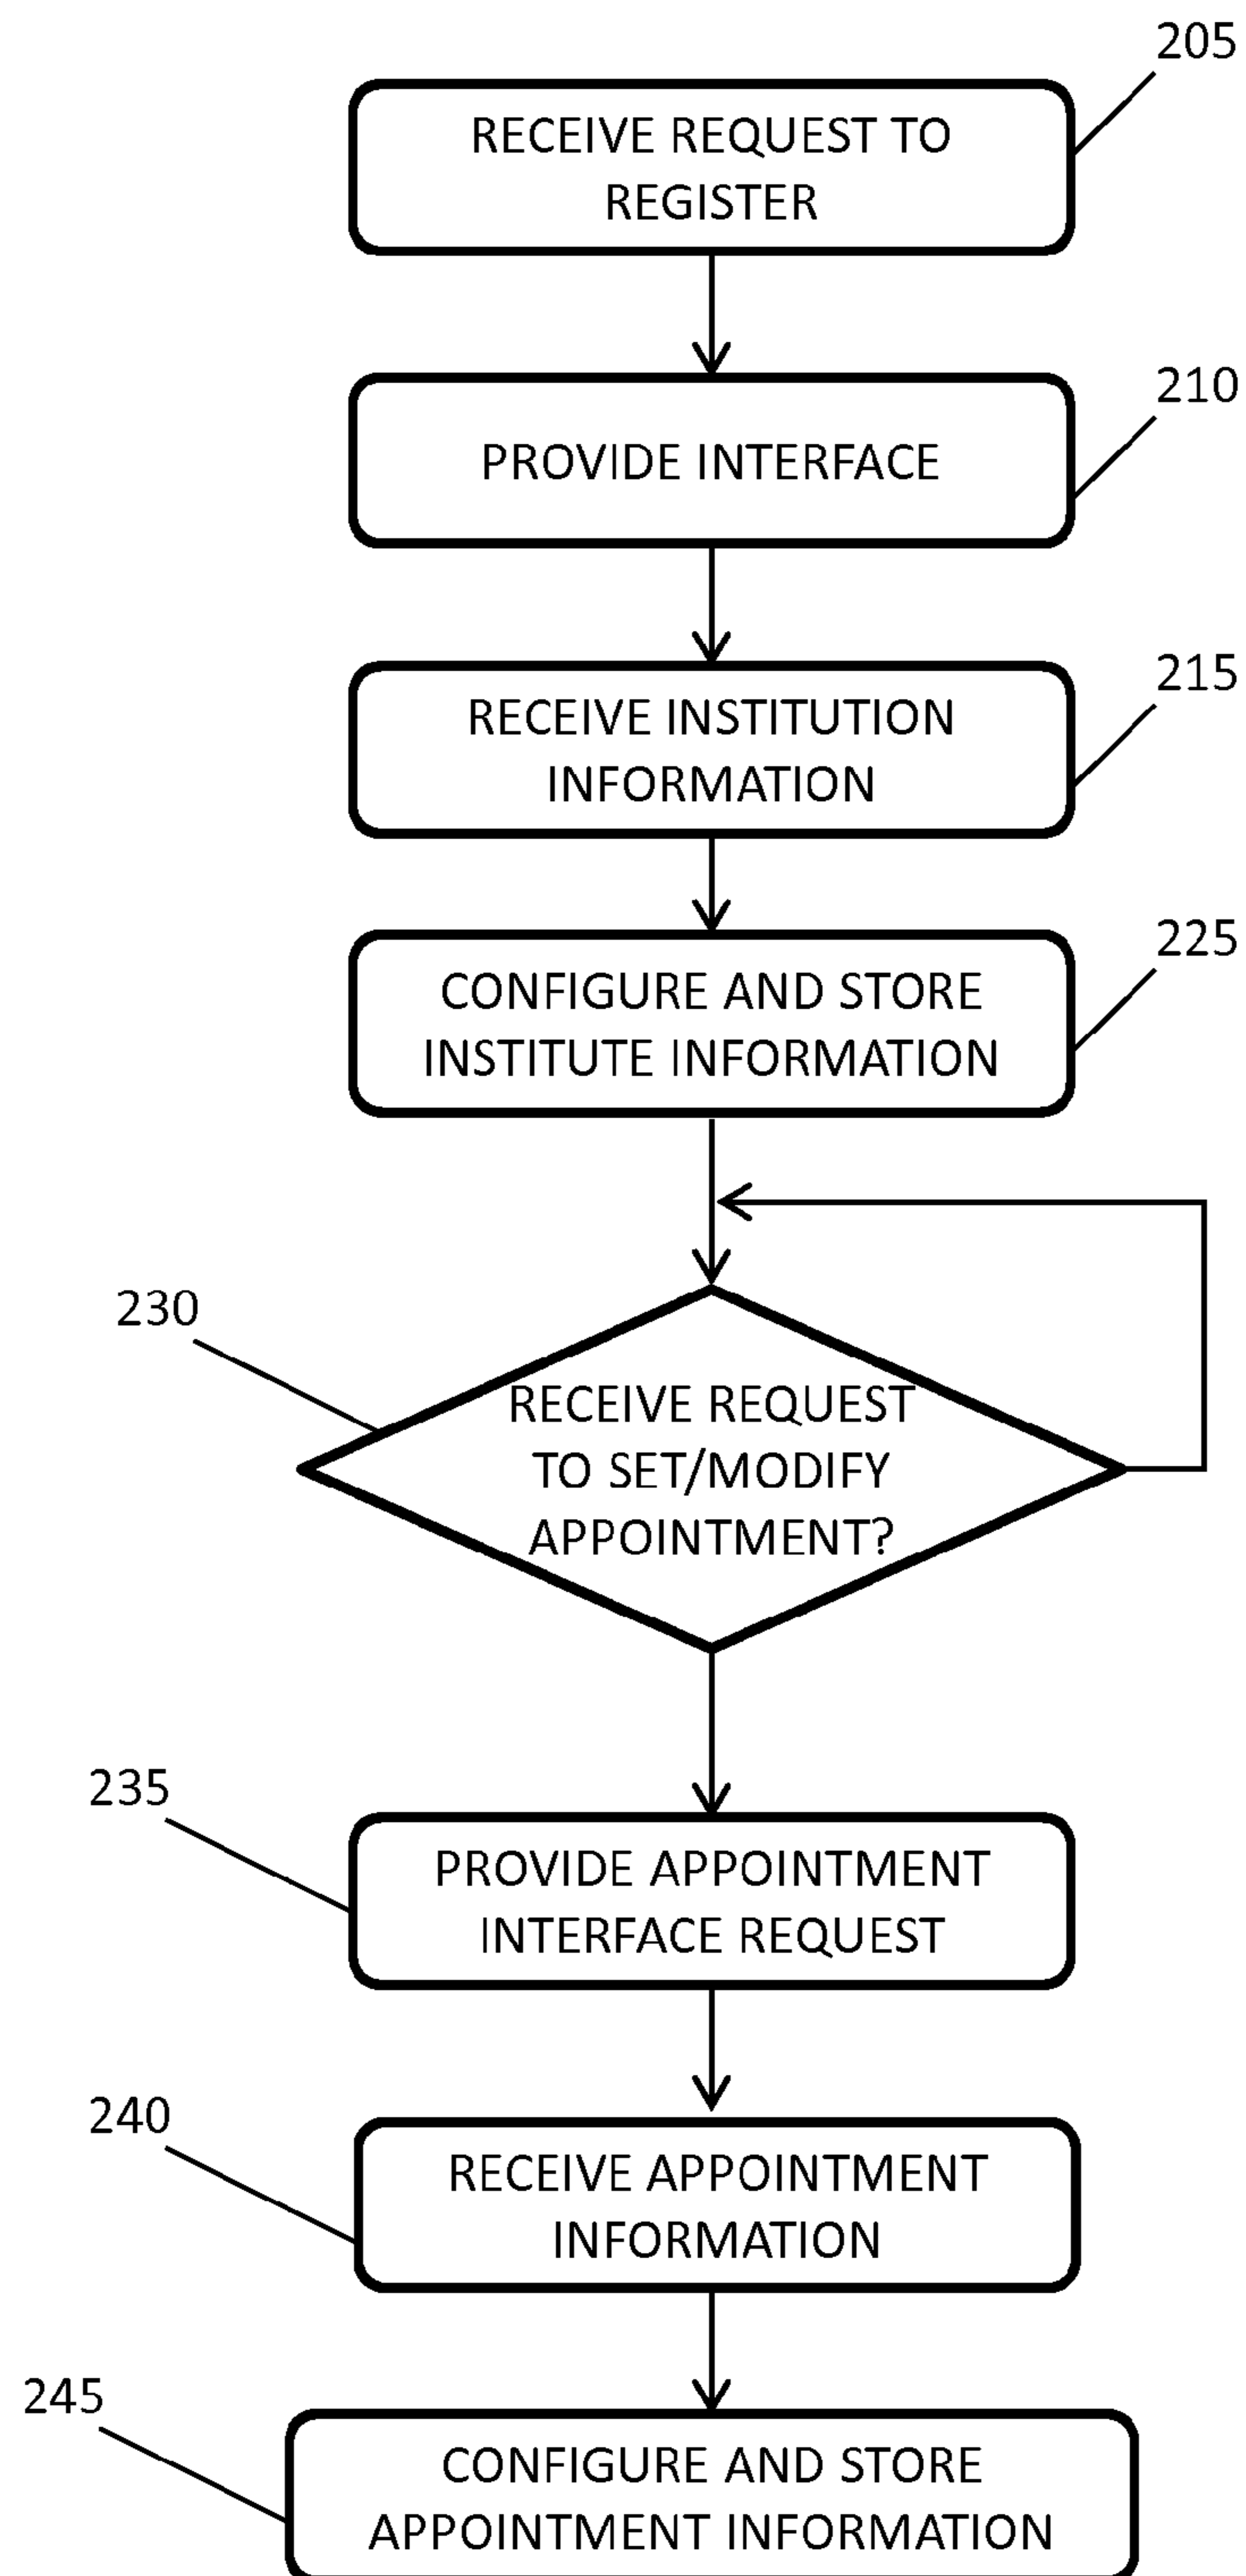 205
RECEIVE REQUEST TO
REGISTER
210
PROVIDE INTERFACE
215
RECEIVE INSTITUTION
INFORMATION
225
CONFIGURE AND STORE
INSTITUTE INFORMATION
230
RECEIVE REQUEST
TO SET/MODIFY
APPOINTMENT?
235
PROVIDE APPOINTMENT
INTERFACE REQUEST
240
RECEIVE APPOINTMENT
INFORMATION
245
CONFIGURE AND STORE
APPOINTMENT INFORMATION